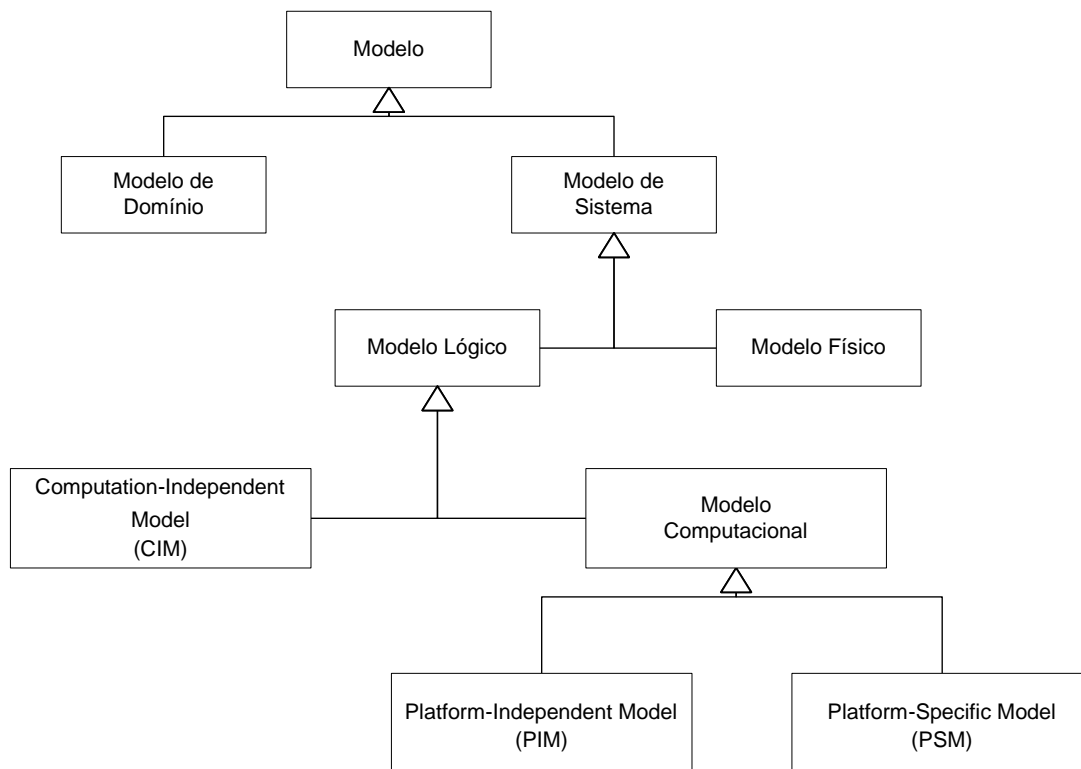 Modelo
Modelo de
Domínio
Modelo de
Sistema
Modelo Lógico
Modelo Físico
Computation-Independent
Model
(CIM)
Modelo
Computacional
Platform-Independent Model
(PIM)
Platform-Specific Model
(PSM)